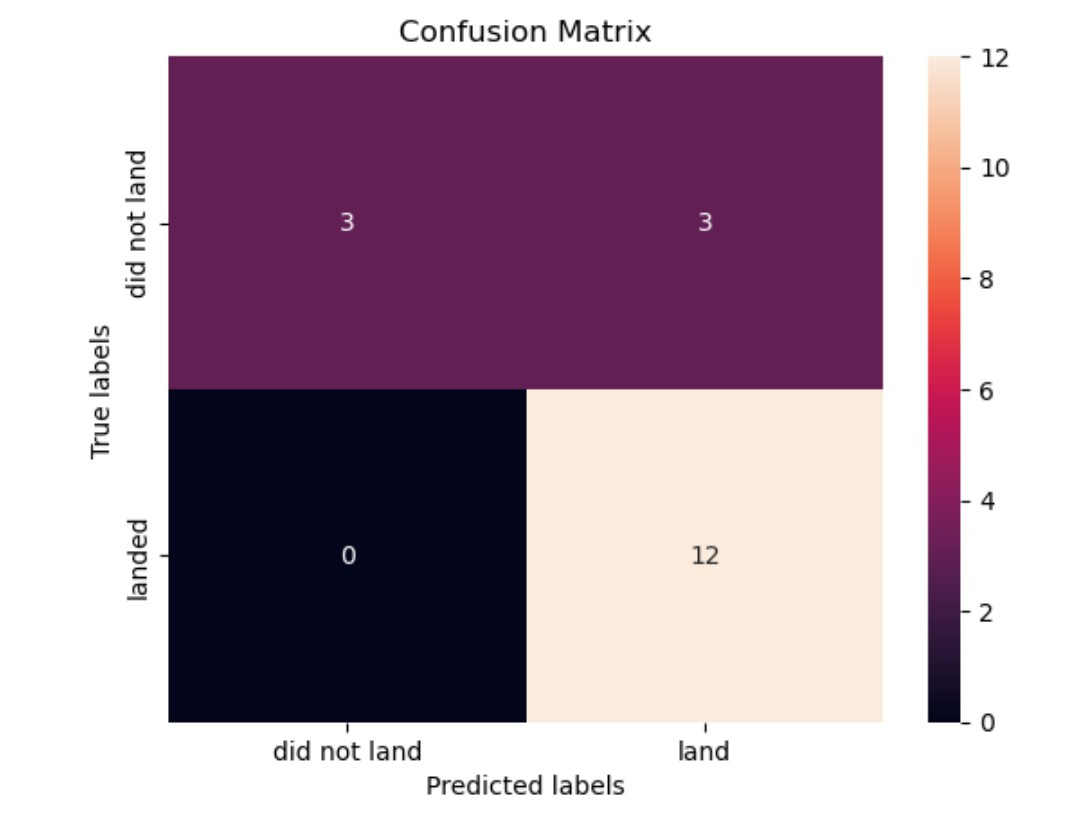 Confusion Matrix
True labels
did not land
landed
3
3
0
12
did not land
land
Predicted labels
12
10
8
6
4
2
0